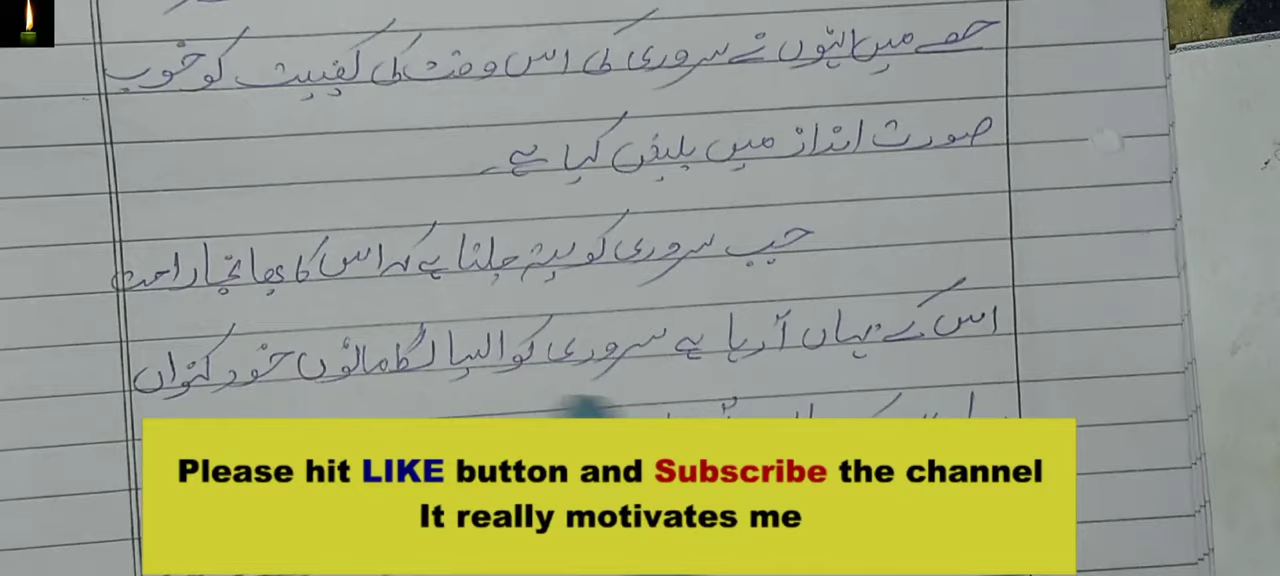 حصے میں انہوں نے سروری کی اس وقت کی کیفیت کو خوب
صورت انداز میں پیش کیا ہے۔
جب سروری کو پتہ چلتا ہے کہ اس کا بھانجا راحت
اس کے یہاں آ رہا ہے سروری کو ایسا لگا مانوں خود کنواں
Please hit LIKE button and Subscribe the channel
It really motivates me